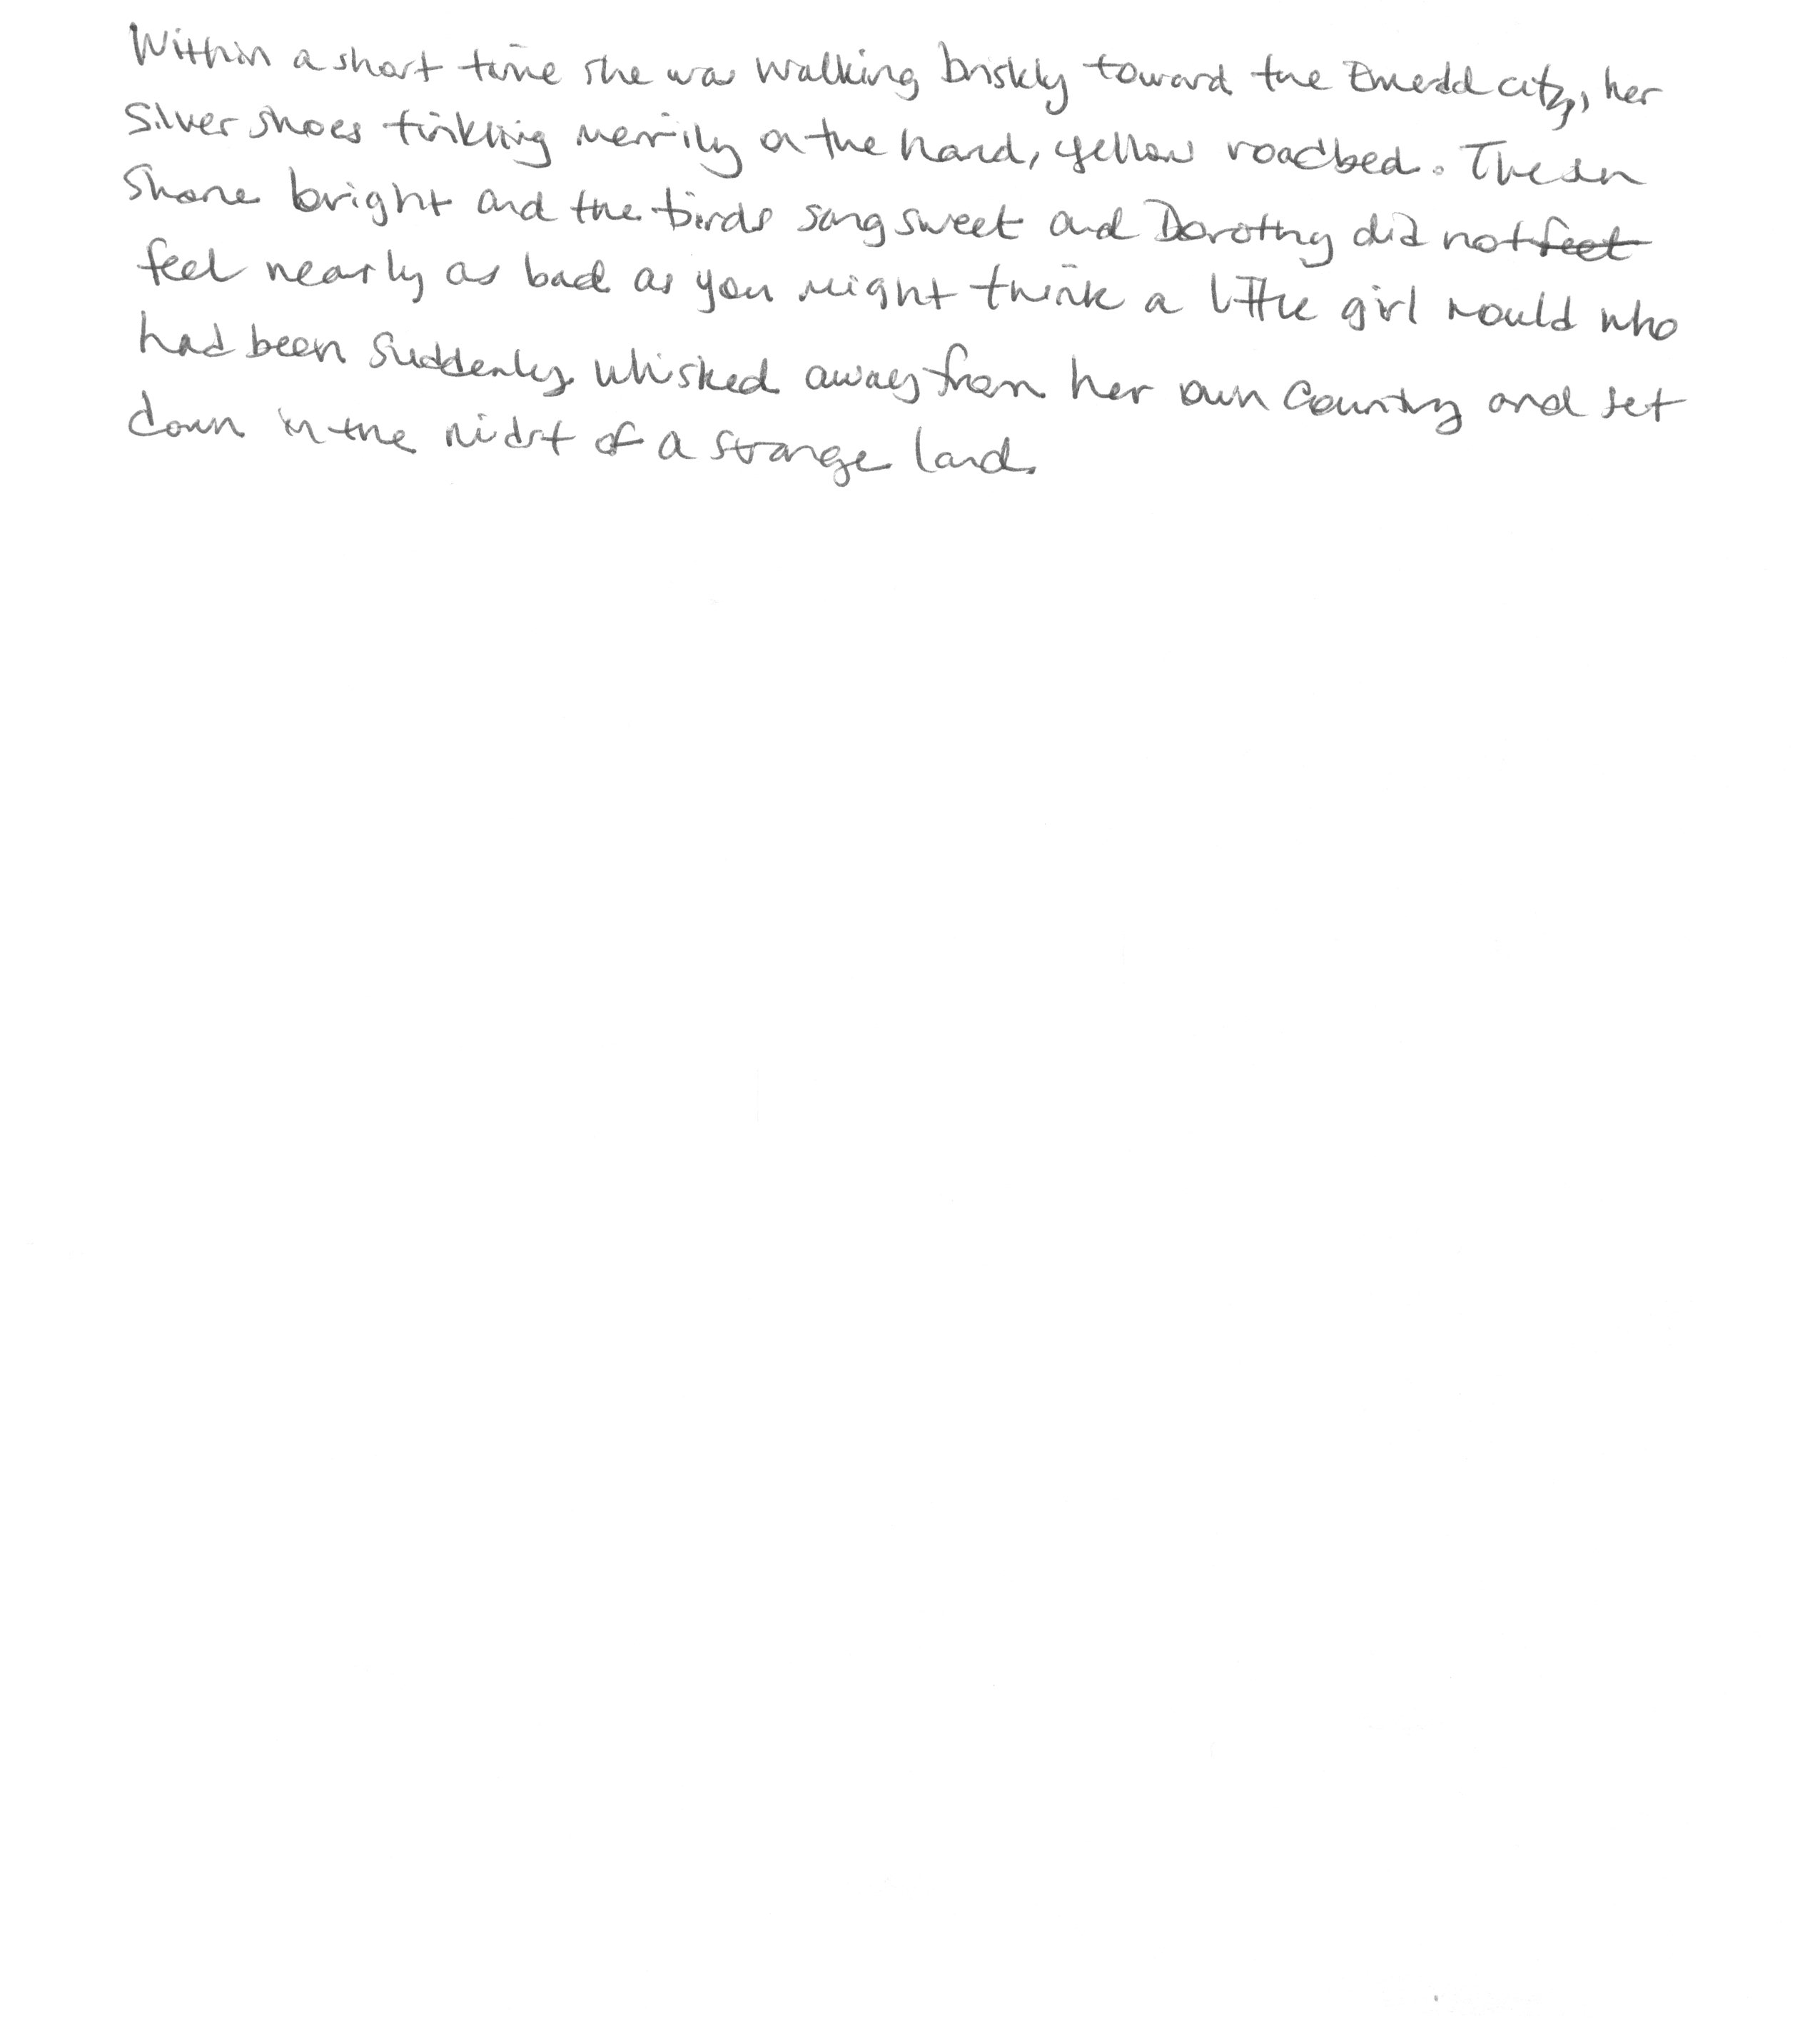 Within a short time she was walking briskly toward the Emerald City, her
Silver shoes tinkling merrily on the hard, yellow roadbed. The sun
shone bright and the birds sang sweet and Dorothy did not feet
feel nearly as bad as you might think a little girl would who
had been suddenly whisked away from her own country and set
down in the midst of a strange land.